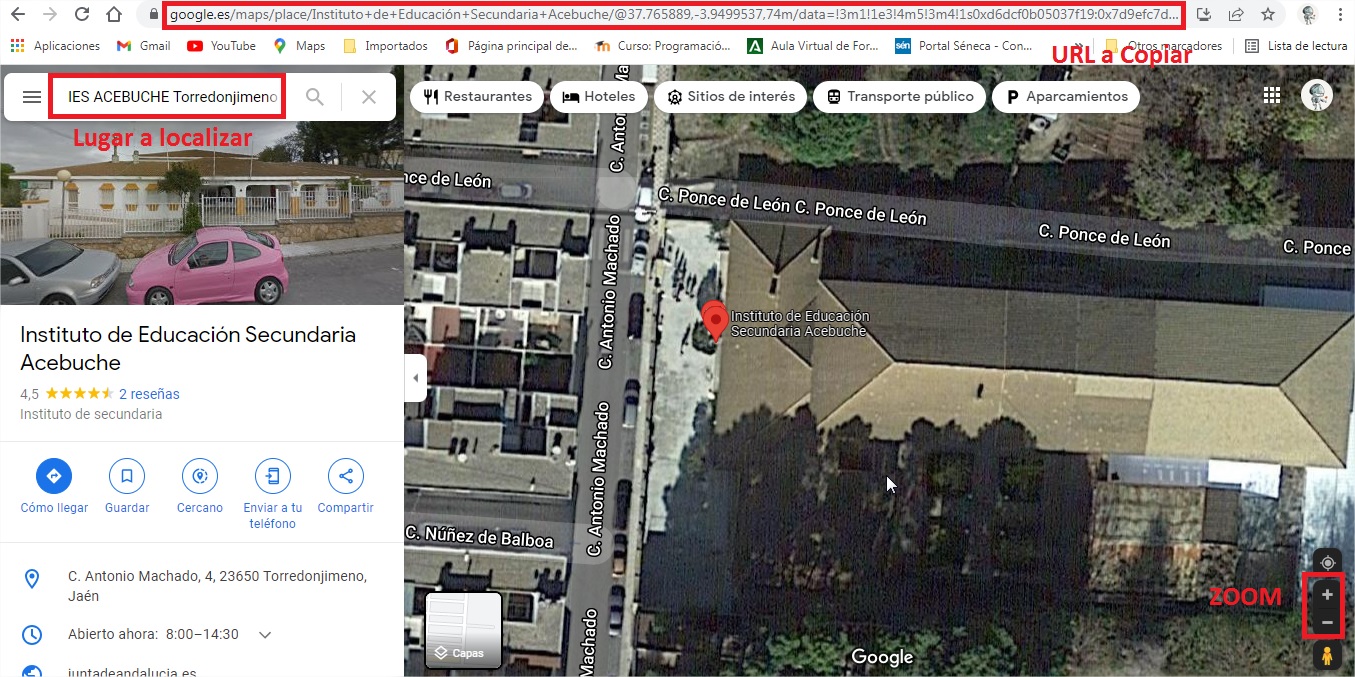 google.es/maps/place/Instituto+de+Educación+Secundaria+Acebuche/@37.765889,-3.9499537,74m/data=!3m1!1e3!4m5!3m4!1s0xd6dcf0b05037f19:0x7d9efc7d...
Aplicaciones
Gmail
YouTube
Maps
Importados
Página principal de...
Curso: Programació...
Aula Virtual de For...
sén
Portal Séneca - Con...
Otros marcadores
Lista de lectura
URL a Copiar
IES ACEBUCHE Torredonjimeno
Lugar a localizar
Restaurantes
Hoteles
Sitios de interés
Transporte público
Aparcamientos
Instituto de Educación Secundaria
Acebuche
4,5
2 reseñas
Instituto de secundaria
Cómo llegar
Guardar
Cercano
Enviar a tu
teléfono
Compartir
C. Antonio Machado, 4, 23650 Torredonjimeno,
Jaén
Abierto ahora: 8:00–14:30
juntadeandalucia.es
nce de León
C. Antonio Ma
C. Ponce de León C. Ponce de León
C. Ponce de León
C. Ponce
C. Antonio Machado
Instituto de Educación
Secundaria Acebuche
C. Antonio Machado
C. Núñez de Balboa
Machado
Capas
Google
ZOOM